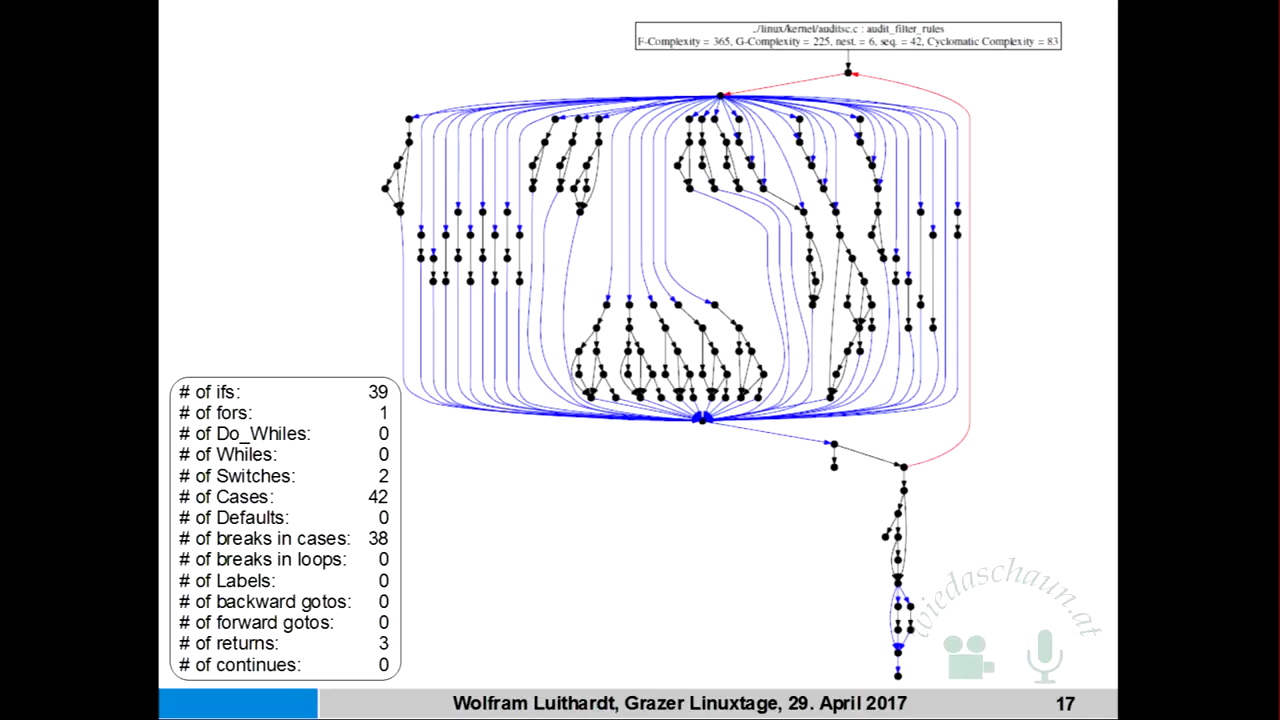 ../linux/kernel/auditsc.c : audit_filter_rules
F-Complexity = 365, G-Complexity = 225, nest. = 6, seq. = 42, Cyclomatic Complexity = 83
# of ifs: 39
# of fors: 1
# of Do_Whiles: 0
# of Whiles: 0
# of Switches: 2
# of Cases: 42
# of Defaults: 0
# of breaks in cases: 38
# of breaks in loops: 0
# of Labels: 0
# of backward gotos: 0
# of forward gotos: 0
# of returns: 3
# of continues: 0
wiedaschaun.at
Wolfram Luithardt, Grazer Linuxtage, 29. April 2017 17